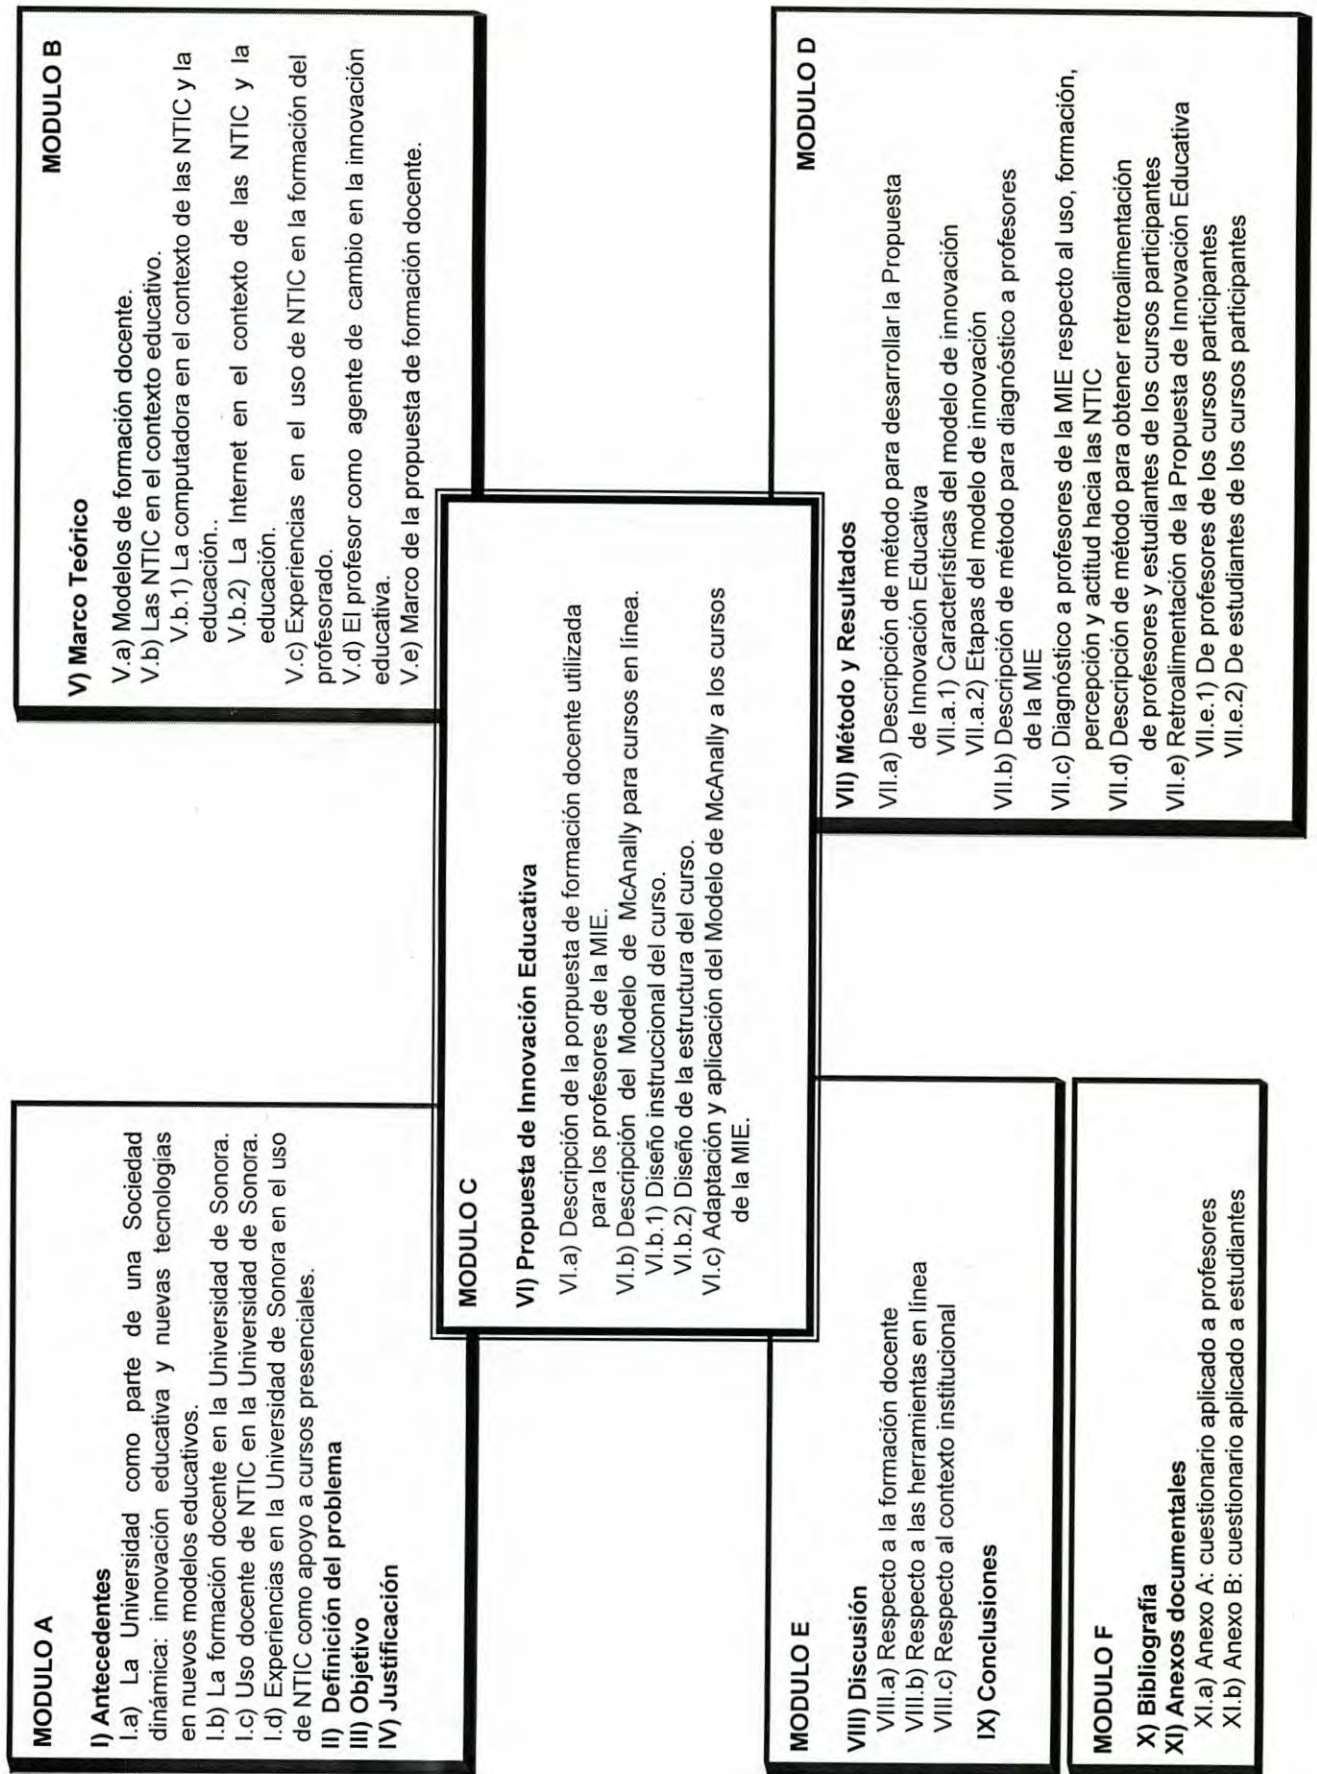 MODULO A
I) Antecedentes
I.a) La Universidad como parte de una Sociedad
dinámica: innovación educativa y nuevas tecnologías
en nuevos modelos educativos.
I.b) La formación docente en la Universidad de Sonora.
I.c) Uso docente de NTIC en la Universidad de Sonora.
I.d) Experiencias en la Universidad de Sonora en el uso
de NTIC como apoyo a cursos presenciales.
II) Definición del problema
III) Objetivo
IV) Justificación
MODULO B
V) Marco Teórico
V.a) Modelos de formación docente.
V.b) Las NTIC en el contexto educativo.
V.b.1) La computadora en el contexto de las NTIC y la
educación..
V.b.2) La Internet en el contexto de las NTIC y la
educación.
V.c) Experiencias en el uso de NTIC en la formación del
profesorado.
V.d) El profesor como agente de cambio en la innovación
educativa.
V.e) Marco de la propuesta de formación docente.
MODULO C
VI) Propuesta de Innovación Educativa
VI.a) Descripción de la porpuesta de formación docente utilizada
para los profesores de la MIE.
VI.b) Descripción del Modelo de McAnally para cursos en línea.
VI.b.1) Diseño instruccional del curso.
VI.b.2) Diseño de la estructura del curso.
VI.c) Adaptación y aplicación del Modelo de McAnally a los cursos
de la MIE.
MODULO D
VII) Método y Resultados
VII.a) Descripción de método para desarrollar la Propuesta
de Innovación Educativa
VII.a.1) Características del modelo de innovación
VII.a.2) Etapas del modelo de innovación
VII.b) Descripción de método para diagnóstico a profesores
de la MIE
VII.c) Diagnóstico a profesores de la MIE respecto al uso, formación,
percepción y actitud hacia las NTIC
VII.d) Descripción de método para obtener retroalimentación
de profesores y estudiantes de los cursos participantes
VII.e) Retroalimentación de la Propuesta de Innovación Educativa
VII.e.1) De profesores de los cursos participantes
VII.e.2) De estudiantes de los cursos participantes
MODULO E
VIII) Discusión
VIII.a) Respecto a la formación docente
VIII.b) Respecto a las herramientas en línea
VIII.c) Respecto al contexto institucional
IX) Conclusiones
MODULO F
X) Bibliografía
XI) Anexos documentales
XI.a) Anexo A: cuestionario aplicado a profesores
XI.b) Anexo B: cuestionario aplicado a estudiantes